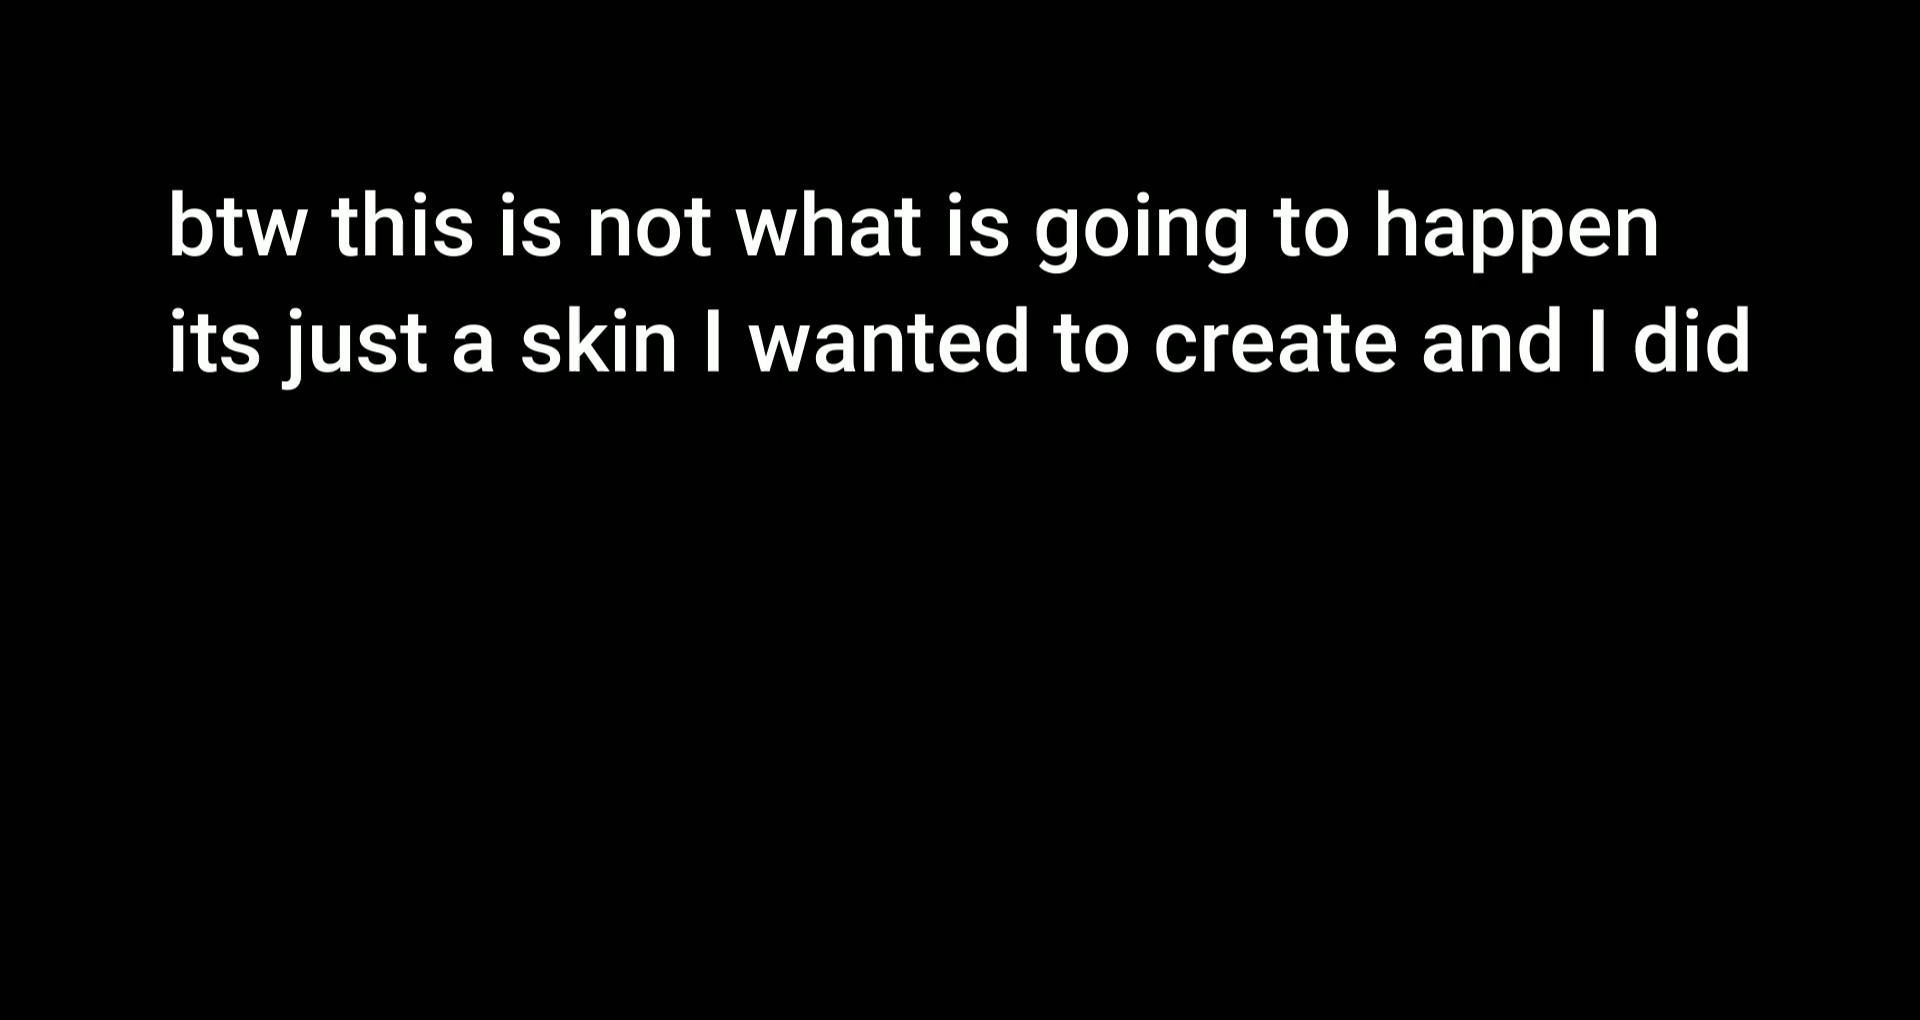 btw this is not what is going to happen
its just a skin I wanted to create and I did